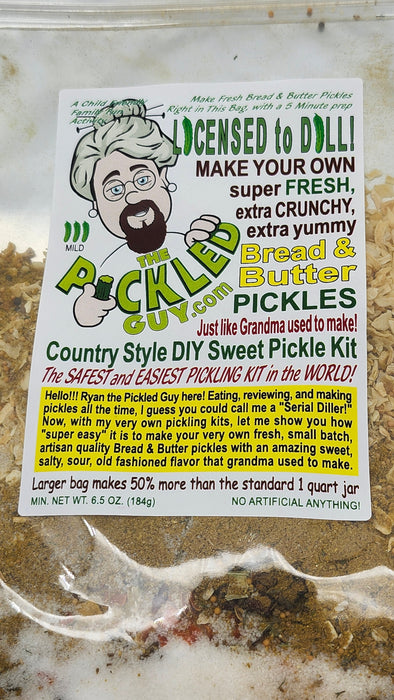 A Child Friendly
Family Fun
Activity
Make Fresh Bread & Butter Pickles
Right in This Bag, with a 5 Minute prep
LICENSED to DILL!
MAKE YOUR OWN
super FRESH,
extra CRUNCHY,
extra yummy
Bread &
Butter
PICKLES
MILD
THE
PICKLED
GUY.com
Just like Grandma used to make!
Country Style DIY Sweet Pickle Kit
The SAFEST and EASIEST PICKLING KIT in the WORLD!
Hello!!! Ryan the Pickled Guy here! Eating, reviewing, and making
pickles all the time, I guess you could call me a "Serial Diller!"
Now, with my very own pickling kits, let me show you how
"super easy" it is to make your very own fresh, small batch,
artisan quality Bread & Butter pickles with an amazing sweet,
salty, sour, old fashioned flavor that grandma used to make.
Larger bag makes 50% more than the standard 1 quart jar
MIN. NET WT. 6.5 OZ. (184g)
NO ARTIFICIAL ANYTHING!